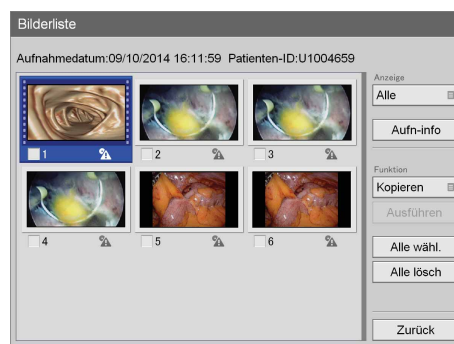 Bilderliste
Aufnahmedatum:09/10/2014 16:11:59 Patienten-ID:U1004659
1
2
3
4
5
6
Anzeige
Alle
Aufn-info
Funktion
Kopieren
Ausführen
Alle wähl.
Alle lösch
Zurück